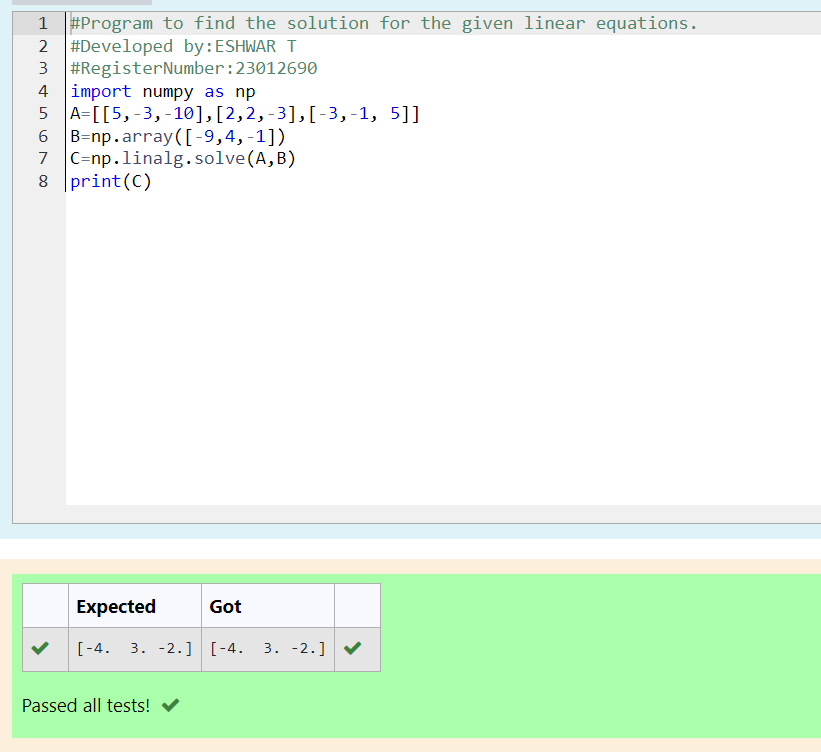 1 #Program to find the solution for the given linear equations.
2 #Developed by:ESHWAR T
3 #RegisterNumber:23012690
4 import numpy as np
5 A=[[5,-3,-10],[2,2,-3],[-3,-1, 5]]
6 B=np.array([-9,4,-1])
7 C=np.linalg.solve(A,B)
8 print(C)
Expected Got
[-4.  3. -2.] [-4.  3. -2.]
Passed all tests!